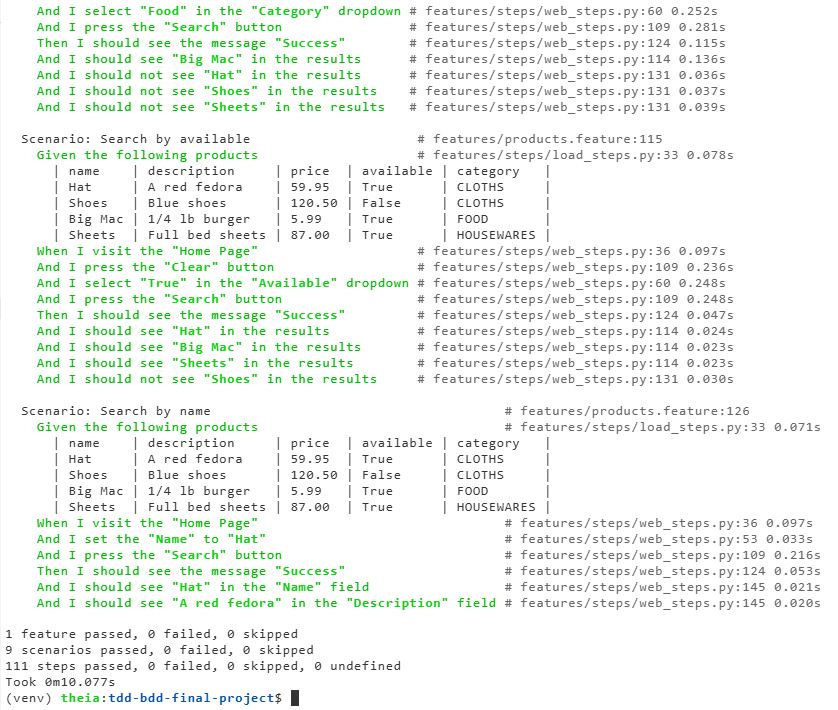 And I select "Food" in the "Category" dropdown # features/steps/web_steps.py:60 0.252s
And I press the "Search" button # features/steps/web_steps.py:109 0.281s
Then I should see the message "Success" # features/steps/web_steps.py:124 0.115s
And I should see "Big Mac" in the results # features/steps/web_steps.py:114 0.136s
And I should not see "Hat" in the results # features/steps/web_steps.py:131 0.036s
And I should not see "Shoes" in the results # features/steps/web_steps.py:131 0.037s
And I should not see "Sheets" in the results # features/steps/web_steps.py:131 0.039s
Scenario: Search by available # features/products.feature:115
Given the following products # features/steps/load_steps.py:33 0.078s
| name | description | price | available | category |
| Hat | A red fedora | 59.95 | True | CLOTHS |
| Shoes | Blue shoes | 120.50 | False | CLOTHS |
| Big Mac | 1/4 lb burger | 5.99 | True | FOOD |
| Sheets | Full bed sheets | 87.00 | True | HOUSEWARES |
When I visit the "Home Page" # features/steps/web_steps.py:36 0.097s
And I press the "Clear" button # features/steps/web_steps.py:109 0.236s
And I select "True" in the "Available" dropdown # features/steps/web_steps.py:60 0.248s
And I press the "Search" button # features/steps/web_steps.py:109 0.248s
Then I should see the message "Success" # features/steps/web_steps.py:124 0.047s
And I should see "Hat" in the results # features/steps/web_steps.py:114 0.024s
And I should see "Big Mac" in the results # features/steps/web_steps.py:114 0.023s
And I should see "Sheets" in the results # features/steps/web_steps.py:114 0.023s
And I should not see "Shoes" in the results # features/steps/web_steps.py:131 0.030s
Scenario: Search by name # features/products.feature:126
Given the following products # features/steps/load_steps.py:33 0.071s
| name | description | price | available | category |
| Hat | A red fedora | 59.95 | True | CLOTHS |
| Shoes | Blue shoes | 120.50 | False | CLOTHS |
| Big Mac | 1/4 lb burger | 5.99 | True | FOOD |
| Sheets | Full bed sheets | 87.00 | True | HOUSEWARES |
When I visit the "Home Page" # features/steps/web_steps.py:36 0.097s
And I set the "Name" to "Hat" # features/steps/web_steps.py:53 0.033s
And I press the "Search" button # features/steps/web_steps.py:109 0.216s
Then I should see the message "Success" # features/steps/web_steps.py:124 0.053s
And I should see "Hat" in the "Name" field # features/steps/web_steps.py:145 0.021s
And I should see "A red fedora" in the "Description" field # features/steps/web_steps.py:145 0.020s
1 feature passed, 0 failed, 0 skipped
9 scenarios passed, 0 failed, 0 skipped
111 steps passed, 0 failed, 0 skipped, 0 undefined
Took 0m10.077s
(venv) theia:tdd-bdd-final-project$